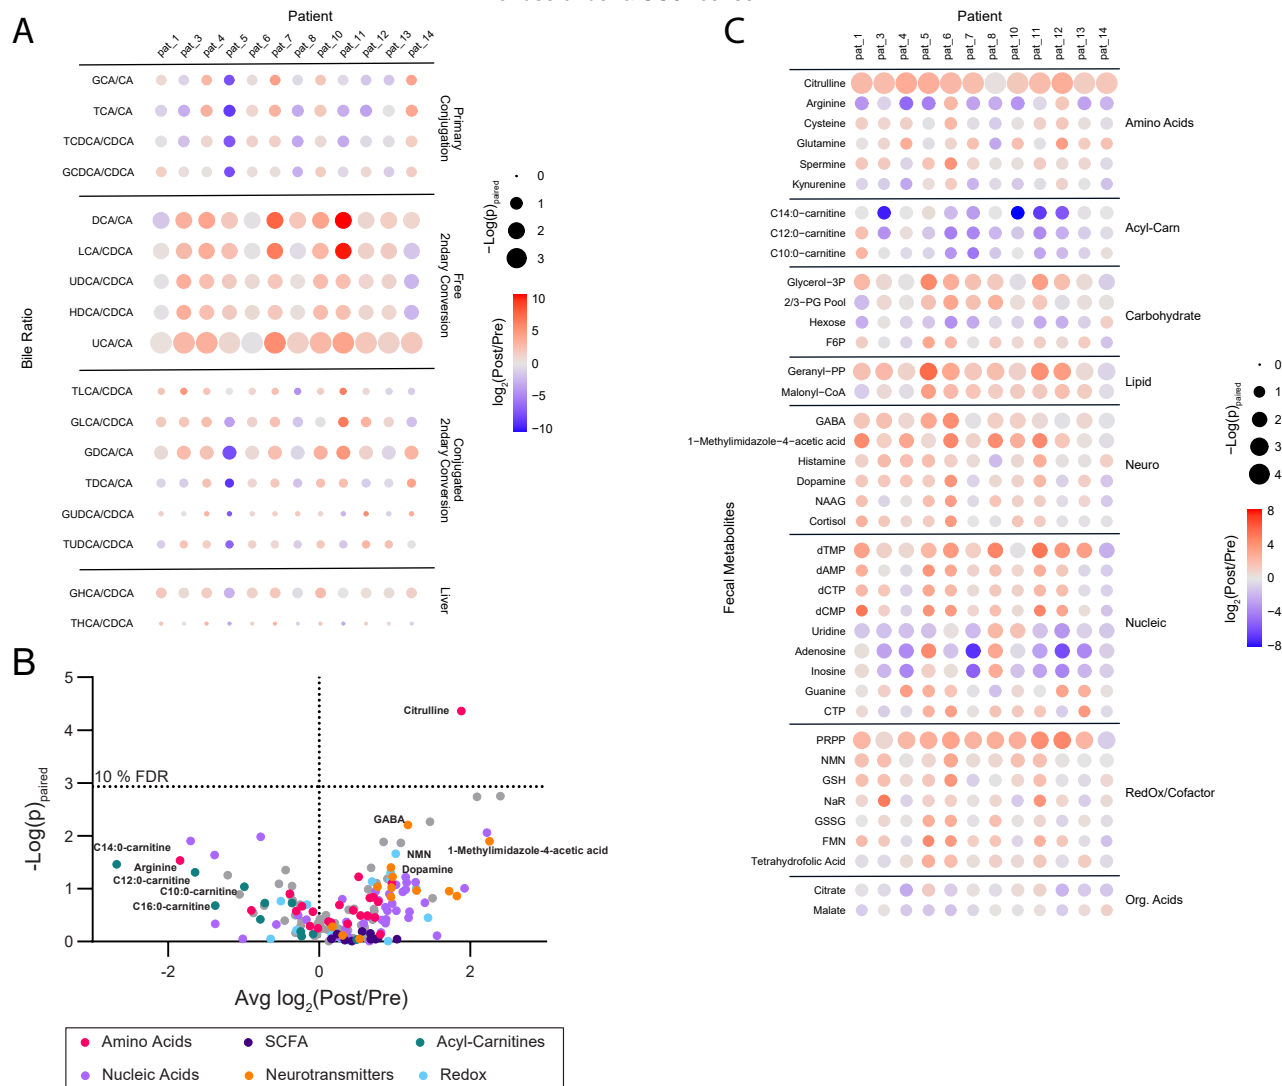 A
Patient
pat_1
pat_3
pat_4
pat_5
pat_6
pat_7
pat_8
pat_10
pat_11
pat_12
pat_13
pat_14
Bile Ratio
GCA/CA
TCA/CA
TCDCA/CDCA
GCDCA/CDCA
Primary
Conjugation
DCA/CA
LCA/CDCA
UDCA/CDCA
HDCA/CDCA
UCA/CA
Free
2ndary Conversion
TLCA/CDCA
GLCA/CDCA
GDCA/CA
TDCA/CA
GUDCA/CDCA
TUDCA/CDCA
Conjugated
2ndary Conversion
GHCA/CDCA
THCA/CDCA
Liver
−Log(p)paired
0
1
2
3
log2(Post/Pre)
10
5
0
−5
−10
B
5
4
3
2
1
0
-Log(p)paired
10 % FDR
Citrulline
GABA
C14:0-carnitine
Arginine
C12:0-carnitine
C10:0-carnitine
C16:0-carnitine
NMN
1-Methylimidazole-4-acetic acid
Dopamine
-2
0
2
Avg log2(Post/Pre)
Amino Acids
SCFA
Acyl-Carnitines
Nucleic Acids
Neurotransmitters
Redox
C
Patient
pat_1
pat_3
pat_4
pat_5
pat_6
pat_7
pat_8
pat_10
pat_11
pat_12
pat_13
pat_14
Fecal Metabolites
Citrulline
Arginine
Cysteine
Glutamine
Spermine
Kynurenine
Amino Acids
C14:0−carnitine
C12:0−carnitine
C10:0−carnitine
Acyl-Carn
Glycerol−3P
2/3−PG Pool
Hexose
F6P
Carbohydrate
Geranyl−PP
Malonyl−CoA
Lipid
GABA
1−Methylimidazole−4−acetic acid
Histamine
Dopamine
NAAG
Cortisol
Neuro
dTMP
dAMP
dCTP
dCMP
Uridine
Adenosine
Inosine
Guanine
CTP
Nucleic
PRPP
NMN
GSH
NaR
GSSG
FMN
Tetrahydrofolic Acid
RedOx/Cofactor
Citrate
Malate
Org. Acids
−Log(p)paired
0
1
2
3
4
log2(Post/Pre)
8
4
0
−4
−8